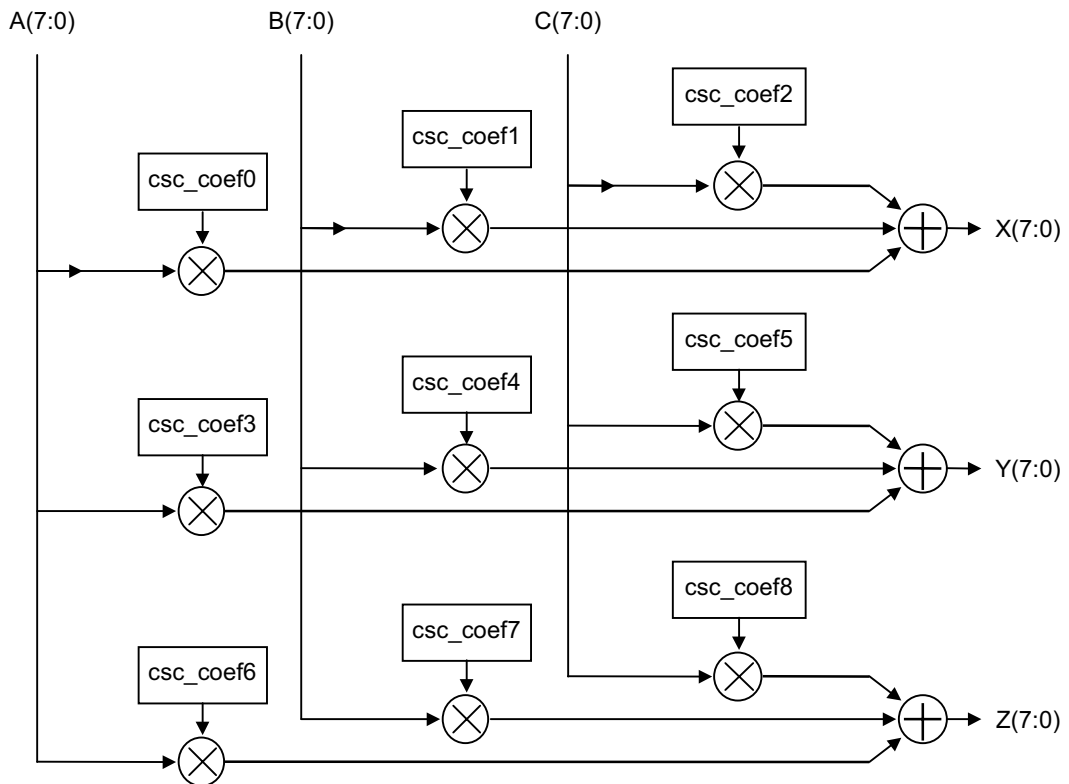 A(7:0)
B(7:0)
C(7:0)
csc_coef2
csc_coef1
csc_coef0
X(7:0)
csc_coef5
csc_coef4
csc_coef3
Y(7:0)
csc_coef8
csc_coef7
csc_coef6
Z(7:0)